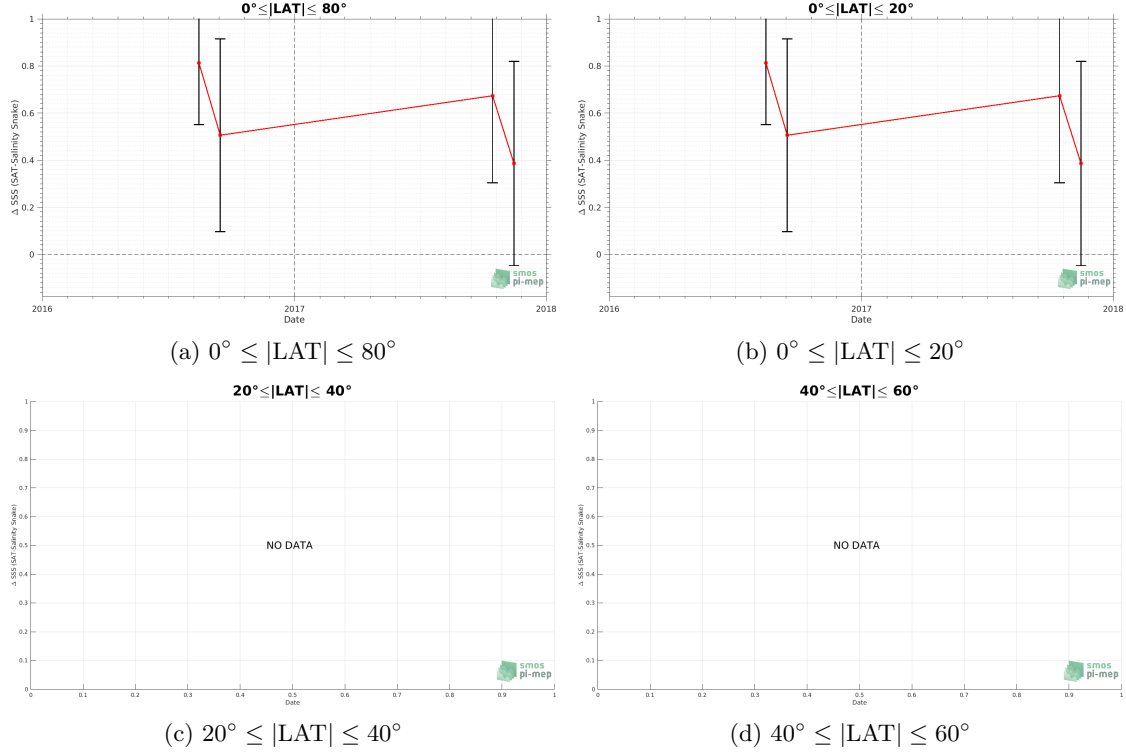 0°≤|LAT|≤ 80°
Δ SSS (SAT-Salinity Snake)
1
0.8
0.6
0.4
0.2
0
2016
2017
2018
Date
smos
pi-mep
(a) 0° ≤ |LAT| ≤ 80°
0°≤|LAT|≤ 20°
Δ SSS (SAT-Salinity Snake)
1
0.8
0.6
0.4
0.2
0
2016
2017
2018
Date
smos
pi-mep
(b) 0° ≤ |LAT| ≤ 20°
20°≤|LAT|≤ 40°
Δ SSS (SAT-Salinity Snake)
1
0.9
0.8
0.7
0.6
0.5
0.4
0.3
0.2
0.1
0
NO DATA
0 0.1 0.2 0.3 0.4 0.5 0.6 0.7 0.8 0.9 1
Date
smos
pi-mep
(c) 20° ≤ |LAT| ≤ 40°
40°≤|LAT|≤ 60°
Δ SSS (SAT-Salinity Snake)
1
0.9
0.8
0.7
0.6
0.5
0.4
0.3
0.2
0.1
0
NO DATA
0 0.1 0.2 0.3 0.4 0.5 0.6 0.7 0.8 0.9 1
Date
smos
pi-mep
(d) 40° ≤ |LAT| ≤ 60°